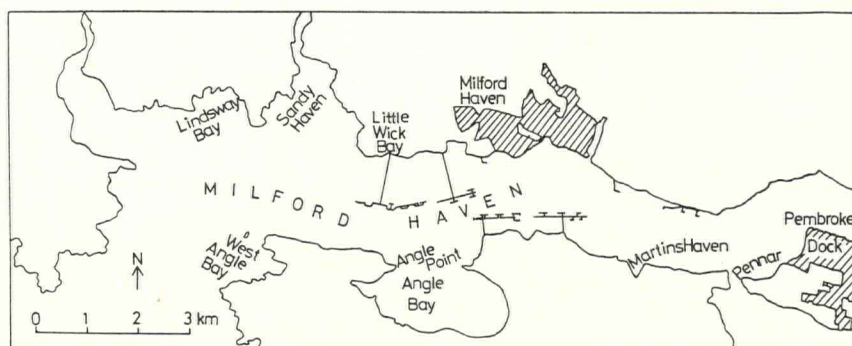 Lindsway
Bay
Sandy
Haven
Little
Wick
Bay
Milford
Haven
MILFORD HAVEN
West
Angle
Bay
Angle
Point
Angle
Bay
MartinsHaven
Pennar
Pembroke
Dock
N
0 1 2 3 km